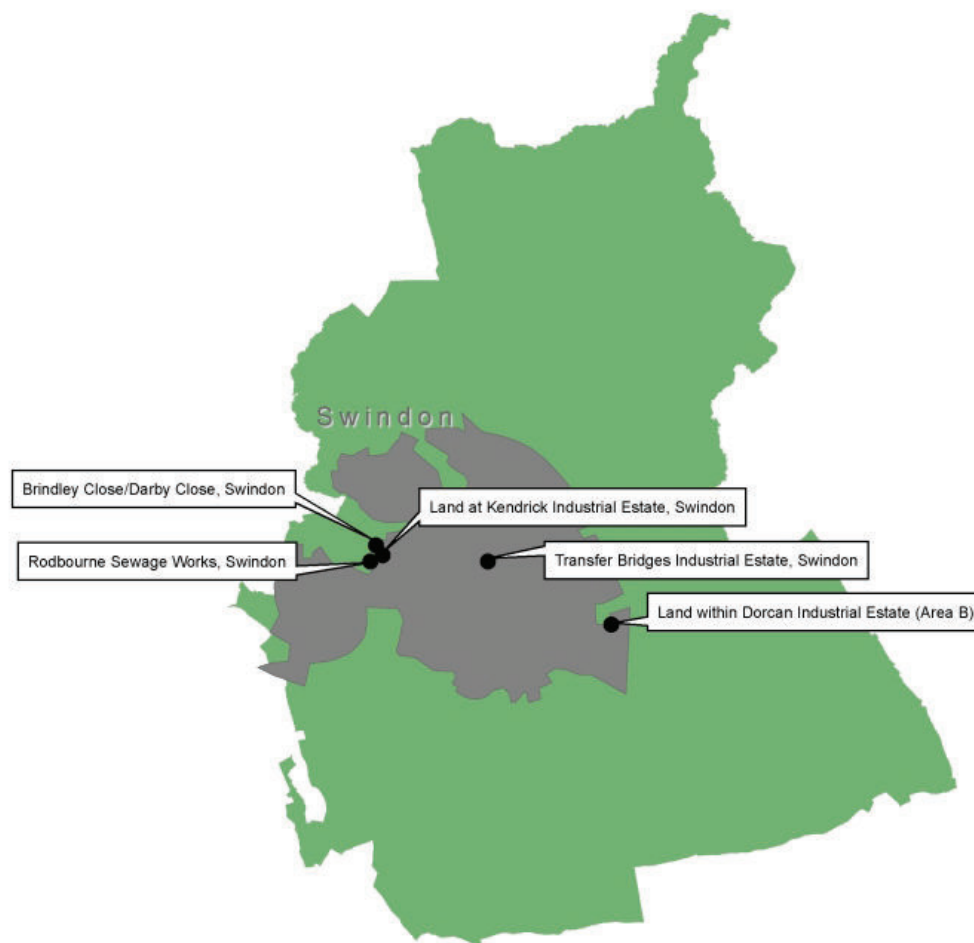 Swindon
Brindley Close/Darby Close, Swindon
Land at Kendrick Industrial Estate, Swindon
Rodbourne Sewage Works, Swindon
Transfer Bridges Industrial Estate, Swindon
Land within Dorcan Industrial Estate (Area B)